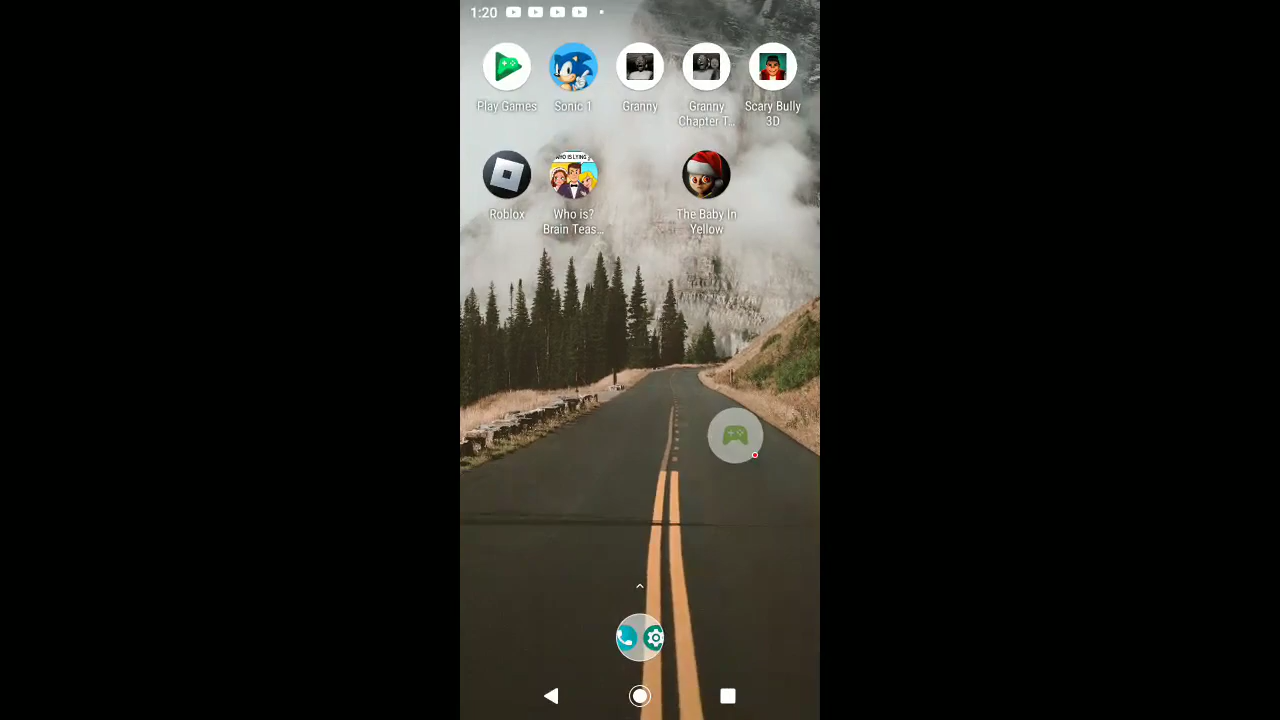 1:20
Play Games
Sonic 1
Granny
Granny
Chapter T...
Scary Bully
3D
WHO IS LYING
Roblox
Who is?
Brain Teas...
The Baby In
Yellow